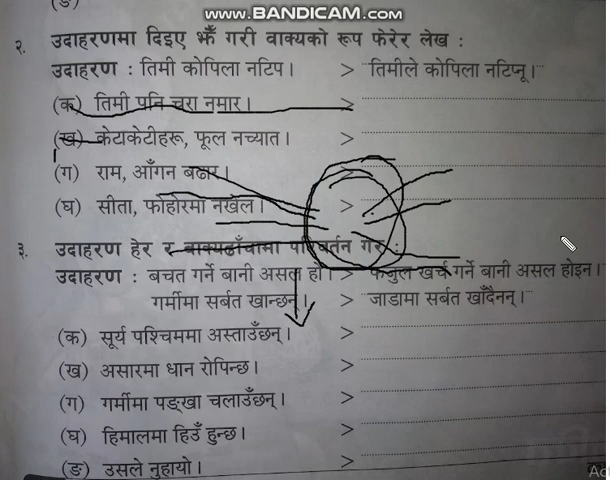 (ङ)
www.BANDICAM.com
२. उदाहरणमा दिइए झैँ गरी वाक्यको रूप फेरेर लेख :
उदाहरण : तिमी कोपिला नटिप। > तिमीले कोपिला नटिप्नू।
(क) तिमी पनि चरा नमार। >
(ख) केटाकेटीहरू, फूल नच्यात। >
(ग) राम, आँगन बढार। >
(घ) सीता, फोहोरमा नखेल। >
३. उदाहरण हेर र वाक्यढाँचामा परिवर्तन गर :
उदाहरण : बचत गर्ने बानी असल हो। > फजुल खर्च गर्ने बानी असल होइन।
गर्मीमा सर्बत खान्छन्। > जाडामा सर्बत खाँदैनन्।
(क) सूर्य पश्चिममा अस्ताउँछन्। >
(ख) असारमा धान रोपिन्छ। >
(ग) गर्मीमा पङ्खा चलाउँछन्। >
(घ) हिमालमा हिउँ हुन्छ। >
(ङ) उसले नुहायो। >